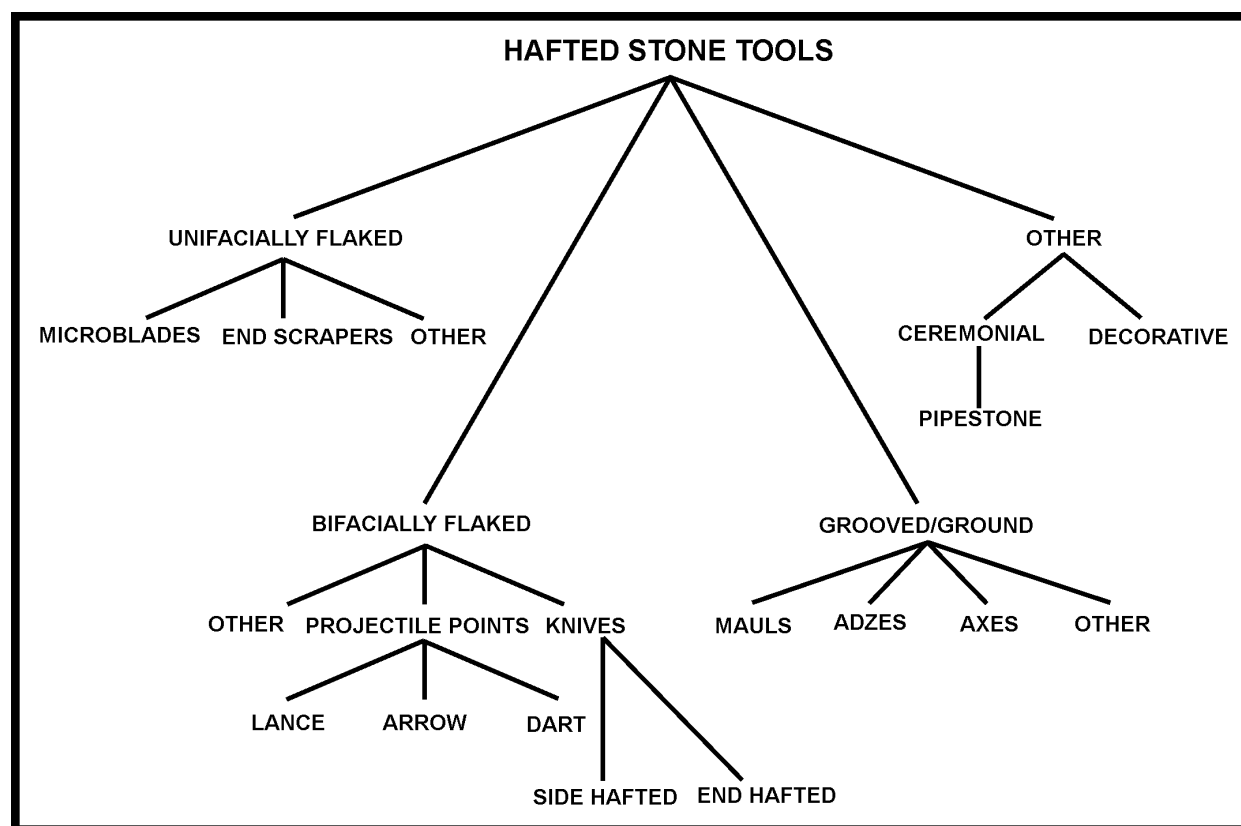 HAFTED STONE TOOLS
UNIFACIALLY FLAKED
OTHER
MICROBLADES
END SCRAPERS
OTHER
CEREMONIAL
DECORATIVE
PIPESTONE
BIFACIALLY FLAKED
GROOVED/GROUND
OTHER
PROJECTILE POINTS
KNIVES
MAULS
ADZES
AXES
OTHER
LANCE
ARROW
DART
SIDE HAFTED
END HAFTED